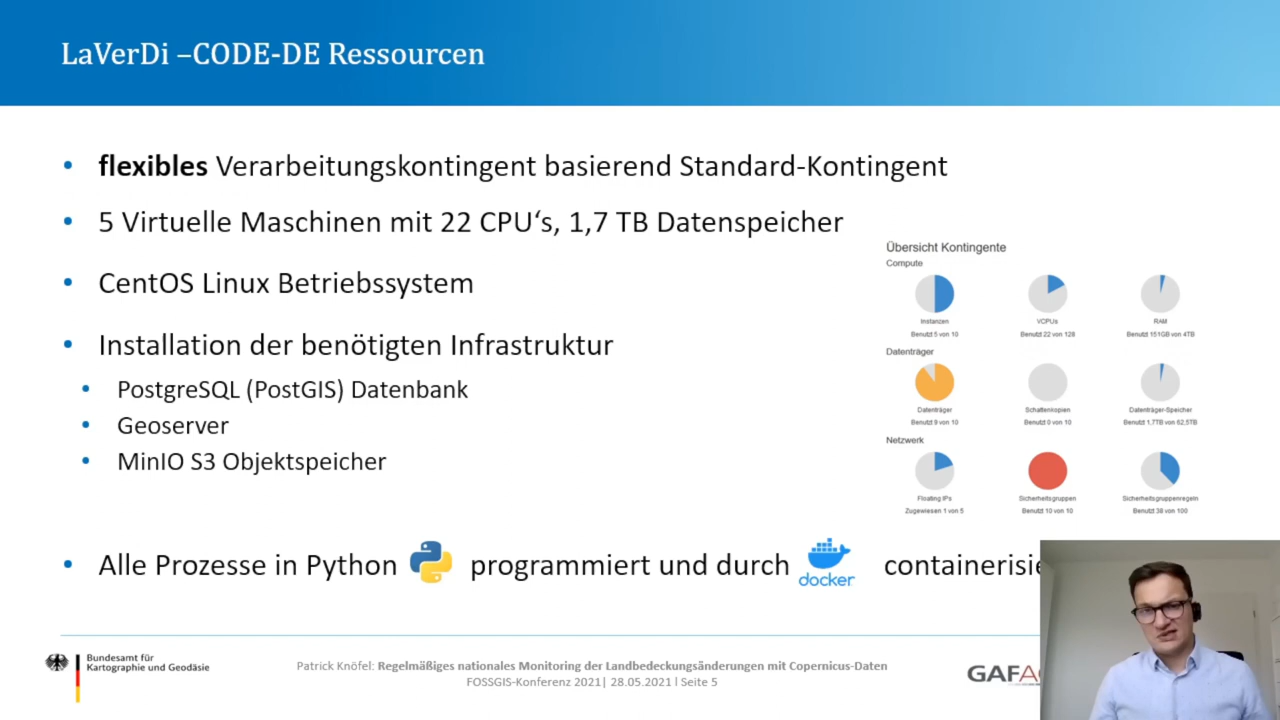 LaVerDi –CODE-DE Ressourcen
flexibles Verarbeitungskontingent basierend Standard-Kontingent
5 Virtuelle Maschinen mit 22 CPU‘s, 1,7 TB Datenspeicher
CentOS Linux Betriebssystem
Installation der benötigten Infrastruktur
PostgreSQL (PostGIS) Datenbank
Geoserver
MinIO S3 Objektspeicher
Übersicht Kontingente
Compute
Instanzen
Benutzt 5 von 10
VCPUs
Benutzt 22 von 128
RAM
Benutzt 151GB von 4TB
Datenträger
Datenträger
Benutzt 9 von 10
Schattenkopien
Benutzt 0 von 10
Datenträger-Speicher
Benutzt 1,7TB von 62,5TB
Netzwerk
Floating IPs
Zugewiesen 1 von 5
Sicherheitsgruppen
Benutzt 10 von 10
Sicherheitsgruppenregeln
Benutzt 38 von 100
Alle Prozesse in Python programmiert und durch docker containerisie
Bundesamt für
Kartographie und Geodäsie
Patrick Knöfel: Regelmäßiges nationales Monitoring der Landbedeckungsänderungen mit Copernicus-Daten
FOSSGIS-Konferenz 2021| 28.05.2021 I Seite 5
GAFA